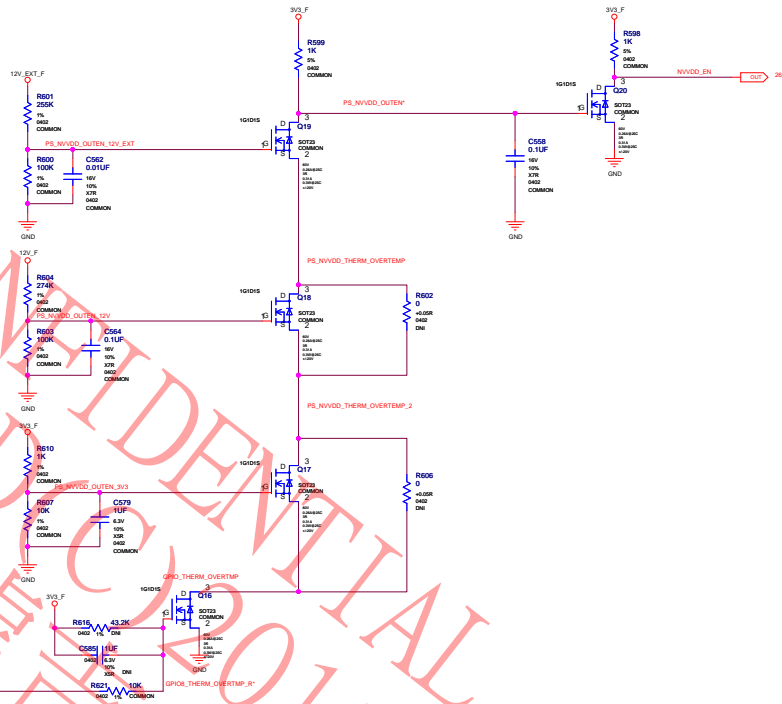 3V3_F
R599
1K
5%
0402
COMMON
3V3_F
R598
1K
5%
0402
COMMON
NVVDD_EN
OUT
26
12V_EXT_F
R601
255K
1%
0402
COMMON
PS_NVVDD_OUTEN_12V_EXT
R600
100K
1%
0402
COMMON
C562
0.01UF
16V
10%
X7R
0402
COMMON
GND
1G1D1S
D
3
Q19
G
S
2
SOT23
COMMON
PS_NVVDD_OUTEN*
C558
0.1UF
16V
10%
X7R
0402
COMMON
GND
1G1D1S
D
3
Q20
G
S
2
SOT23
COMMON
GND
12V_F
R604
274K
1%
0402
COMMON
PS_NVVDD_OUTEN_12V
R603
100K
1%
0402
COMMON
C564
0.1UF
16V
10%
X7R
0402
COMMON
GND
PS_NVVDD_THERM_OVERTEMP
1G1D1S
D
3
Q18
G
S
2
SOT23
COMMON
R602
0
+0.05R
0402
DNI
PS_NVVDD_THERM_OVERTEMP_2
3V3_F
R610
1K
1%
0402
COMMON
PS_NVVDD_OUTEN_3V3
R607
10K
1%
0402
COMMON
C579
1UF
6.3V
10%
X5R
0402
COMMON
GND
1G1D1S
D
3
Q17
G
S
2
SOT23
COMMON
R606
0
+0.05R
0402
DNI
GPIO_THERM_OVERTMP
1G1D1S
D
3
Q16
G
S
2
SOT23
COMMON
GND
3V3_F
R616
43.2K
0402
1%
DNI
C585
1UF
0402
6.3V
10%
X5R
DNI
R621
10K
0402
1%
COMMON
GPIO8_THERM_OVERTMP_R*